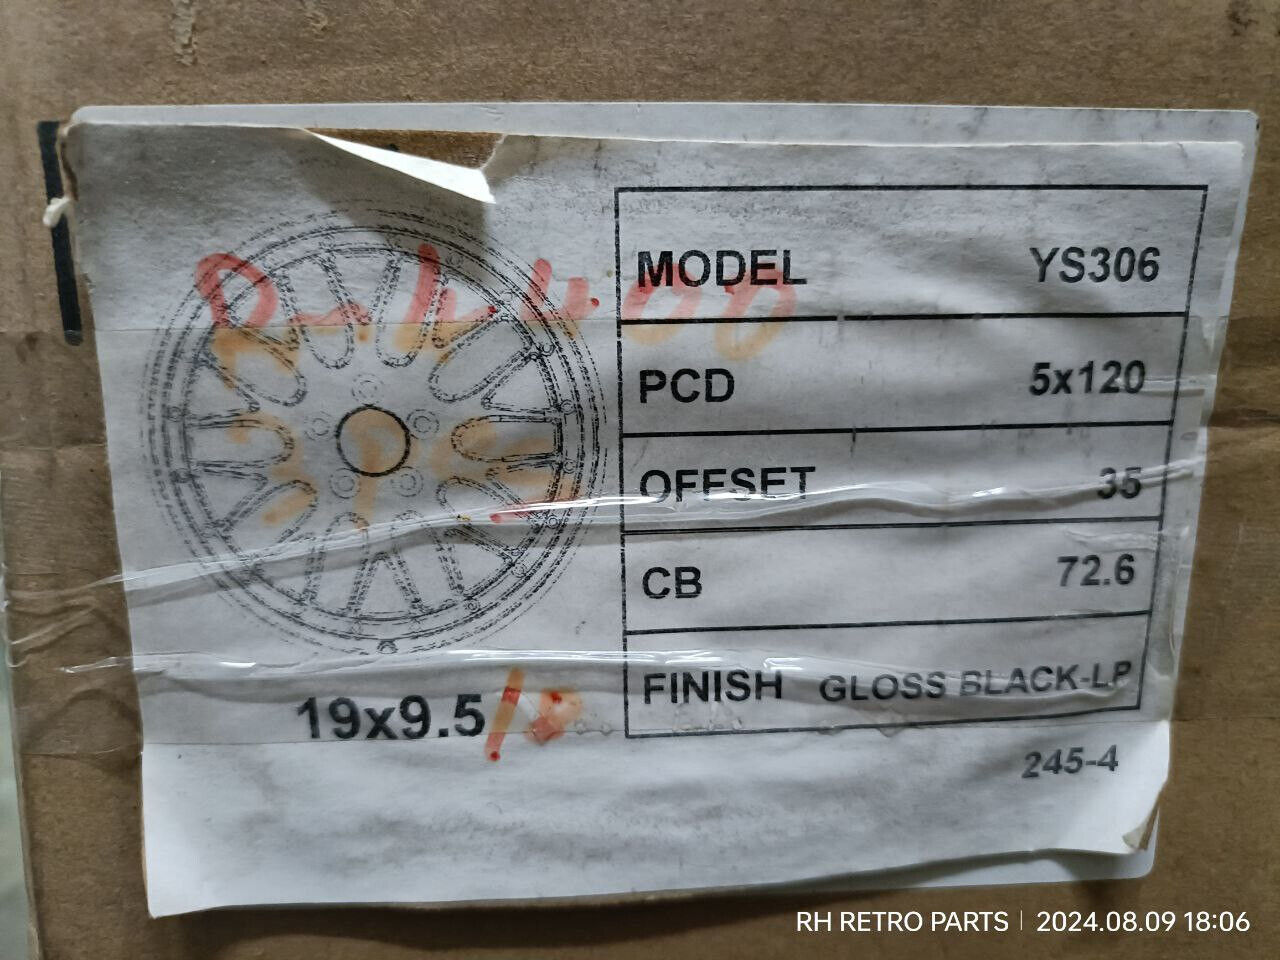 MODEL YS306
PCD 5x120
OFFSET 35
CB 72.6
FINISH GLOSS BLACK-LP
19x9.5
245-4
RH RETRO PARTS | 2024.08.09 18:06